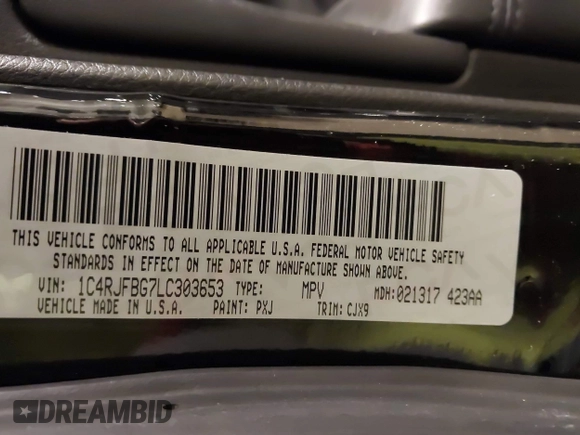 THIS VEHICLE CONFORMS TO ALL APPLICABLE U.S.A. FEDERAL MOTOR VEHICLE SAFETY
STANDARDS IN EFFECT ON THE DATE OF MANUFACTURE SHOWN ABOVE.
VIN: 1C4RJFBG7LC303653 TYPE: MPV MDH:021317 423AA
VEHICLE MADE IN U.S.A. PAINT: PXJ TRIM: CJX9
DREAMBID